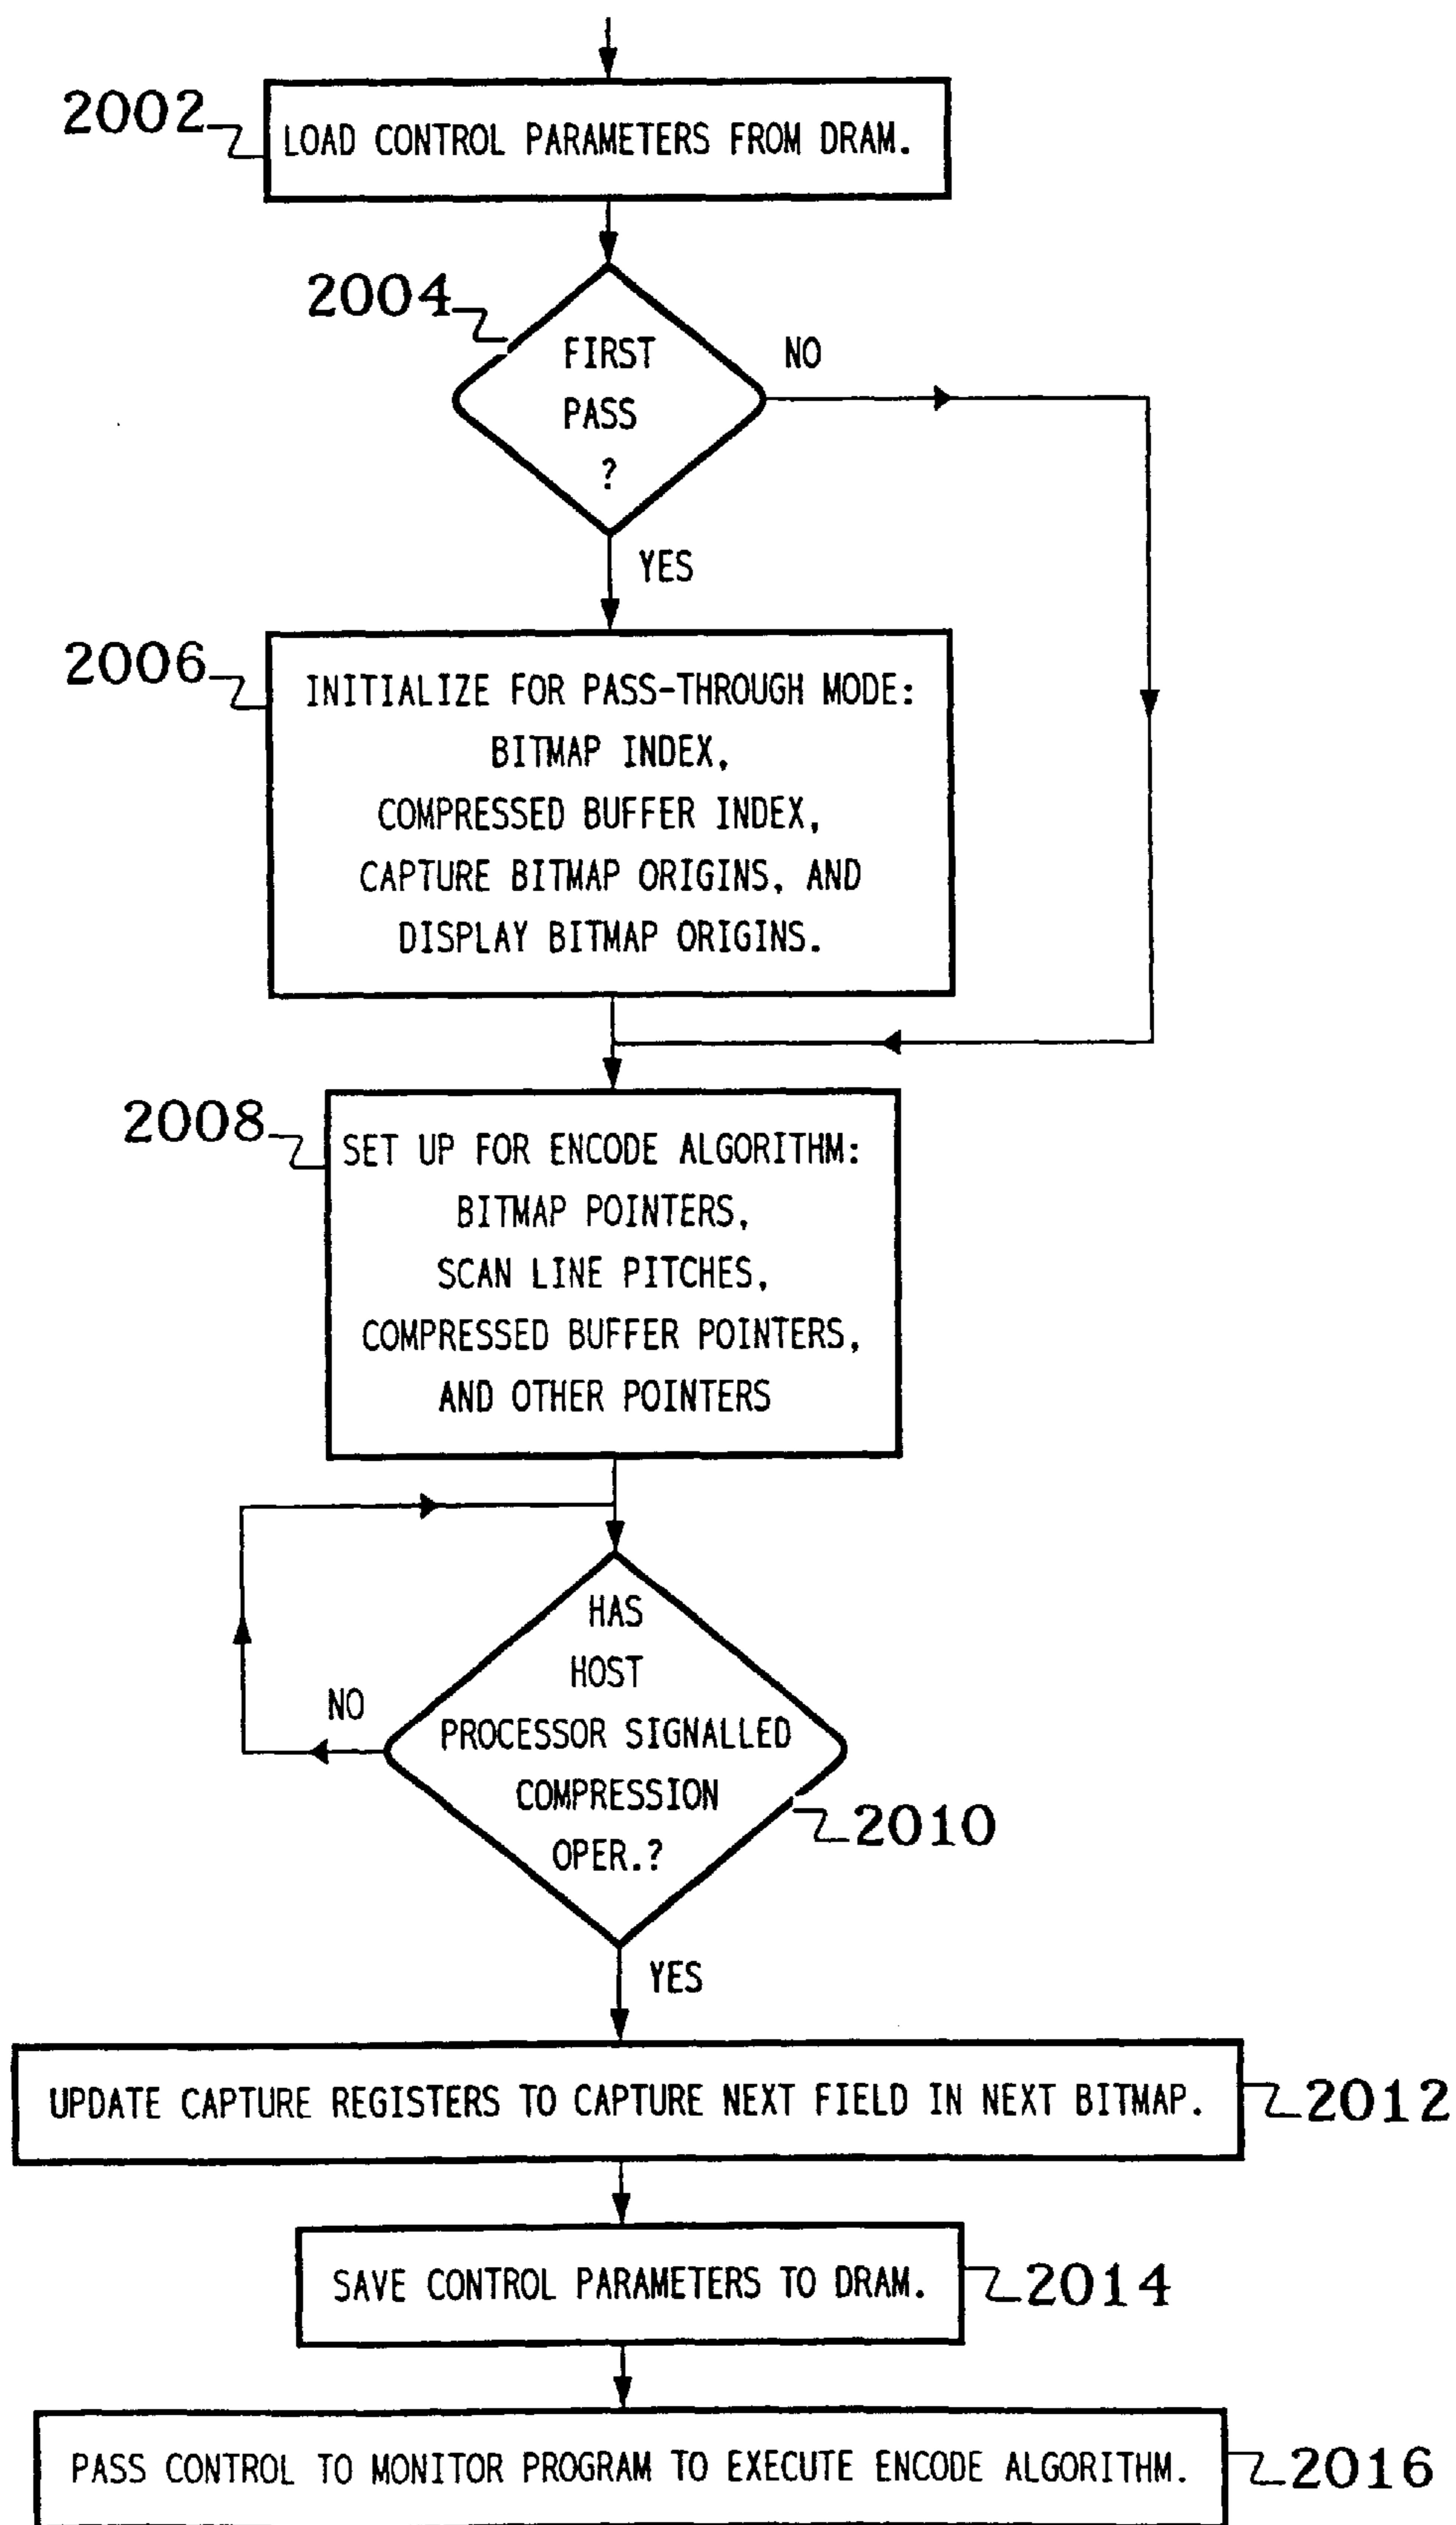 2002
LOAD CONTROL PARAMETERS FROM DRAM.
2004
FIRST
PASS
?
NO
YES
2006
INITIALIZE FOR PASS-THROUGH MODE:
BITMAP INDEX,
COMPRESSED BUFFER INDEX,
CAPTURE BITMAP ORIGINS, AND
DISPLAY BITMAP ORIGINS.
2008
SET UP FOR ENCODE ALGORITHM:
BITMAP POINTERS,
SCAN LINE PITCHES,
COMPRESSED BUFFER POINTERS,
AND OTHER POINTERS
HAS
HOST
PROCESSOR SIGNALLED
COMPRESSION
OPER.?
NO
2010
YES
UPDATE CAPTURE REGISTERS TO CAPTURE NEXT FIELD IN NEXT BITMAP.
2012
SAVE CONTROL PARAMETERS TO DRAM.
2014
PASS CONTROL TO MONITOR PROGRAM TO EXECUTE ENCODE ALGORITHM.
2016